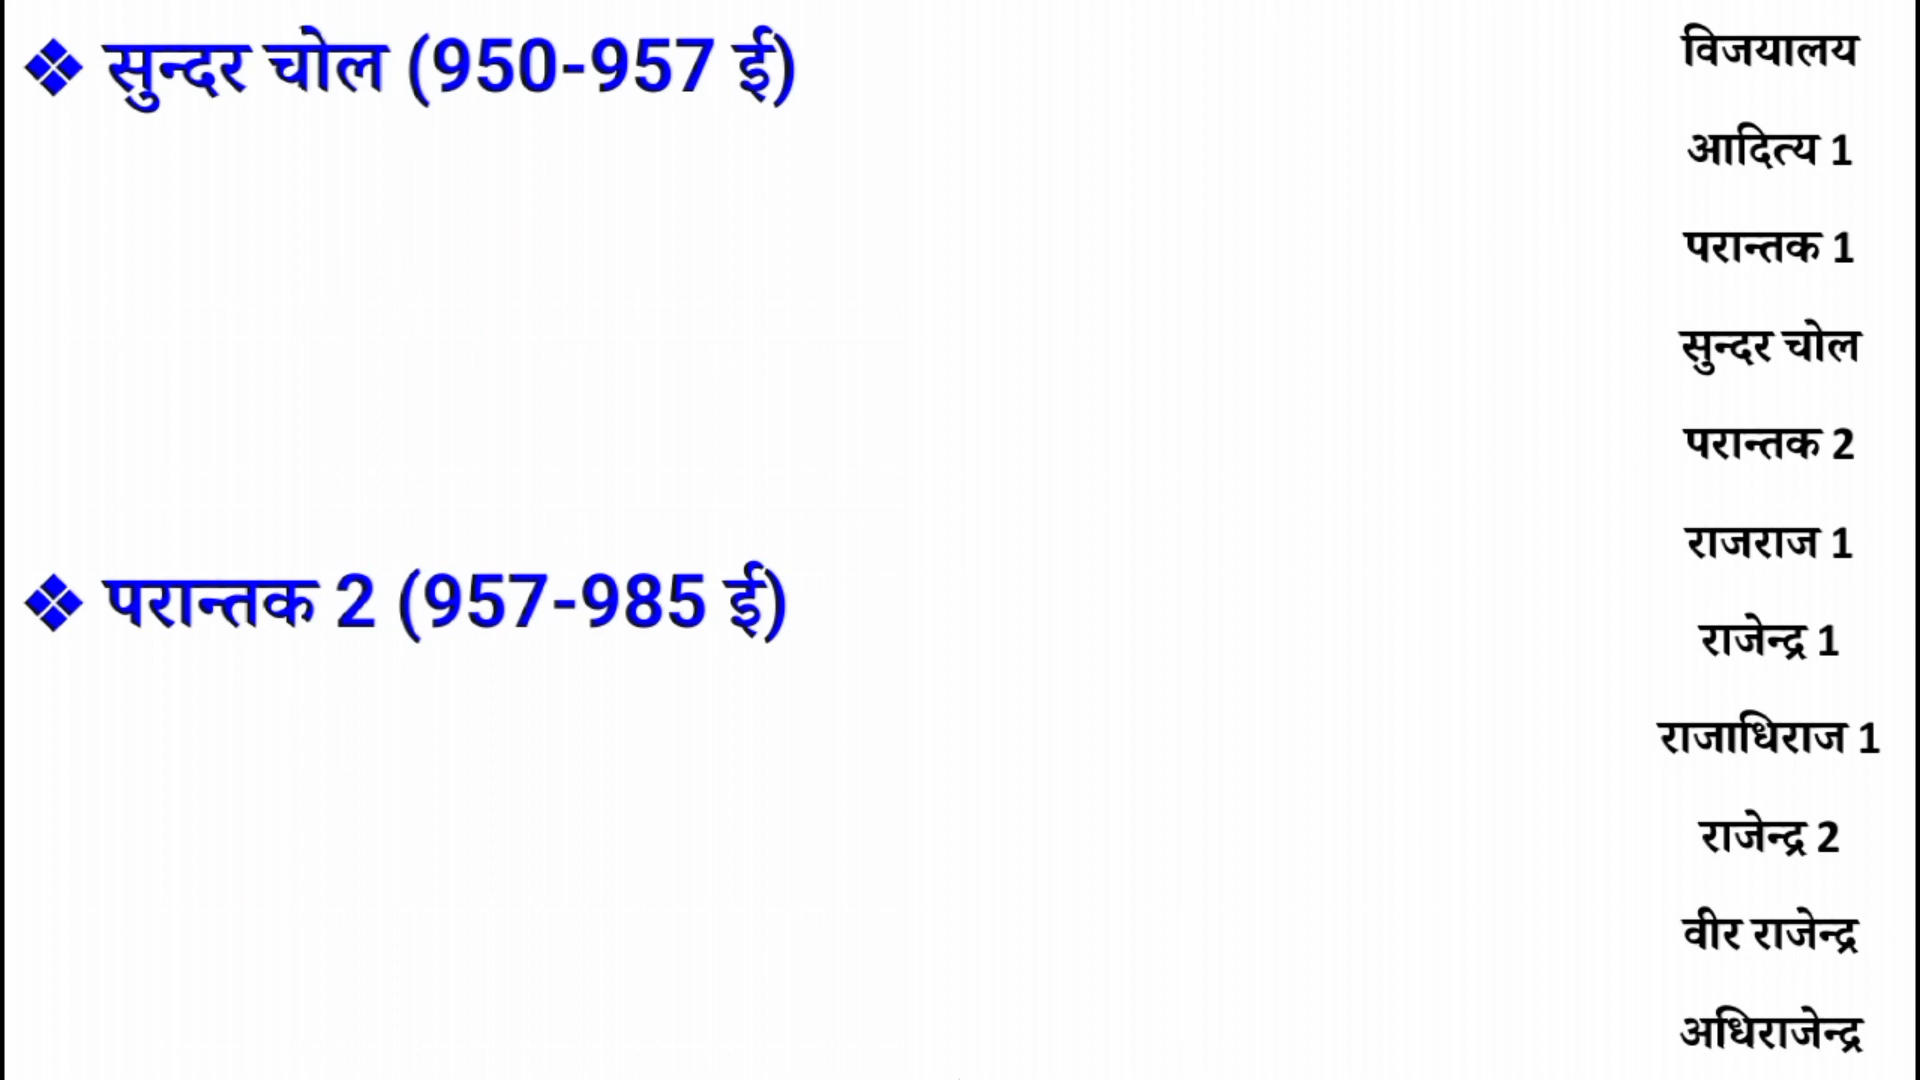 ❖ सुन्दर चोल (950-957 ई)
❖ परान्तक 2 (957-985 ई)
विजयालय
आदित्य 1
परान्तक 1
सुन्दर चोल
परान्तक 2
राजराज 1
राजेन्द्र 1
राजाधिराज 1
राजेन्द्र 2
वीर राजेन्द्र
अधिराजेन्द्र